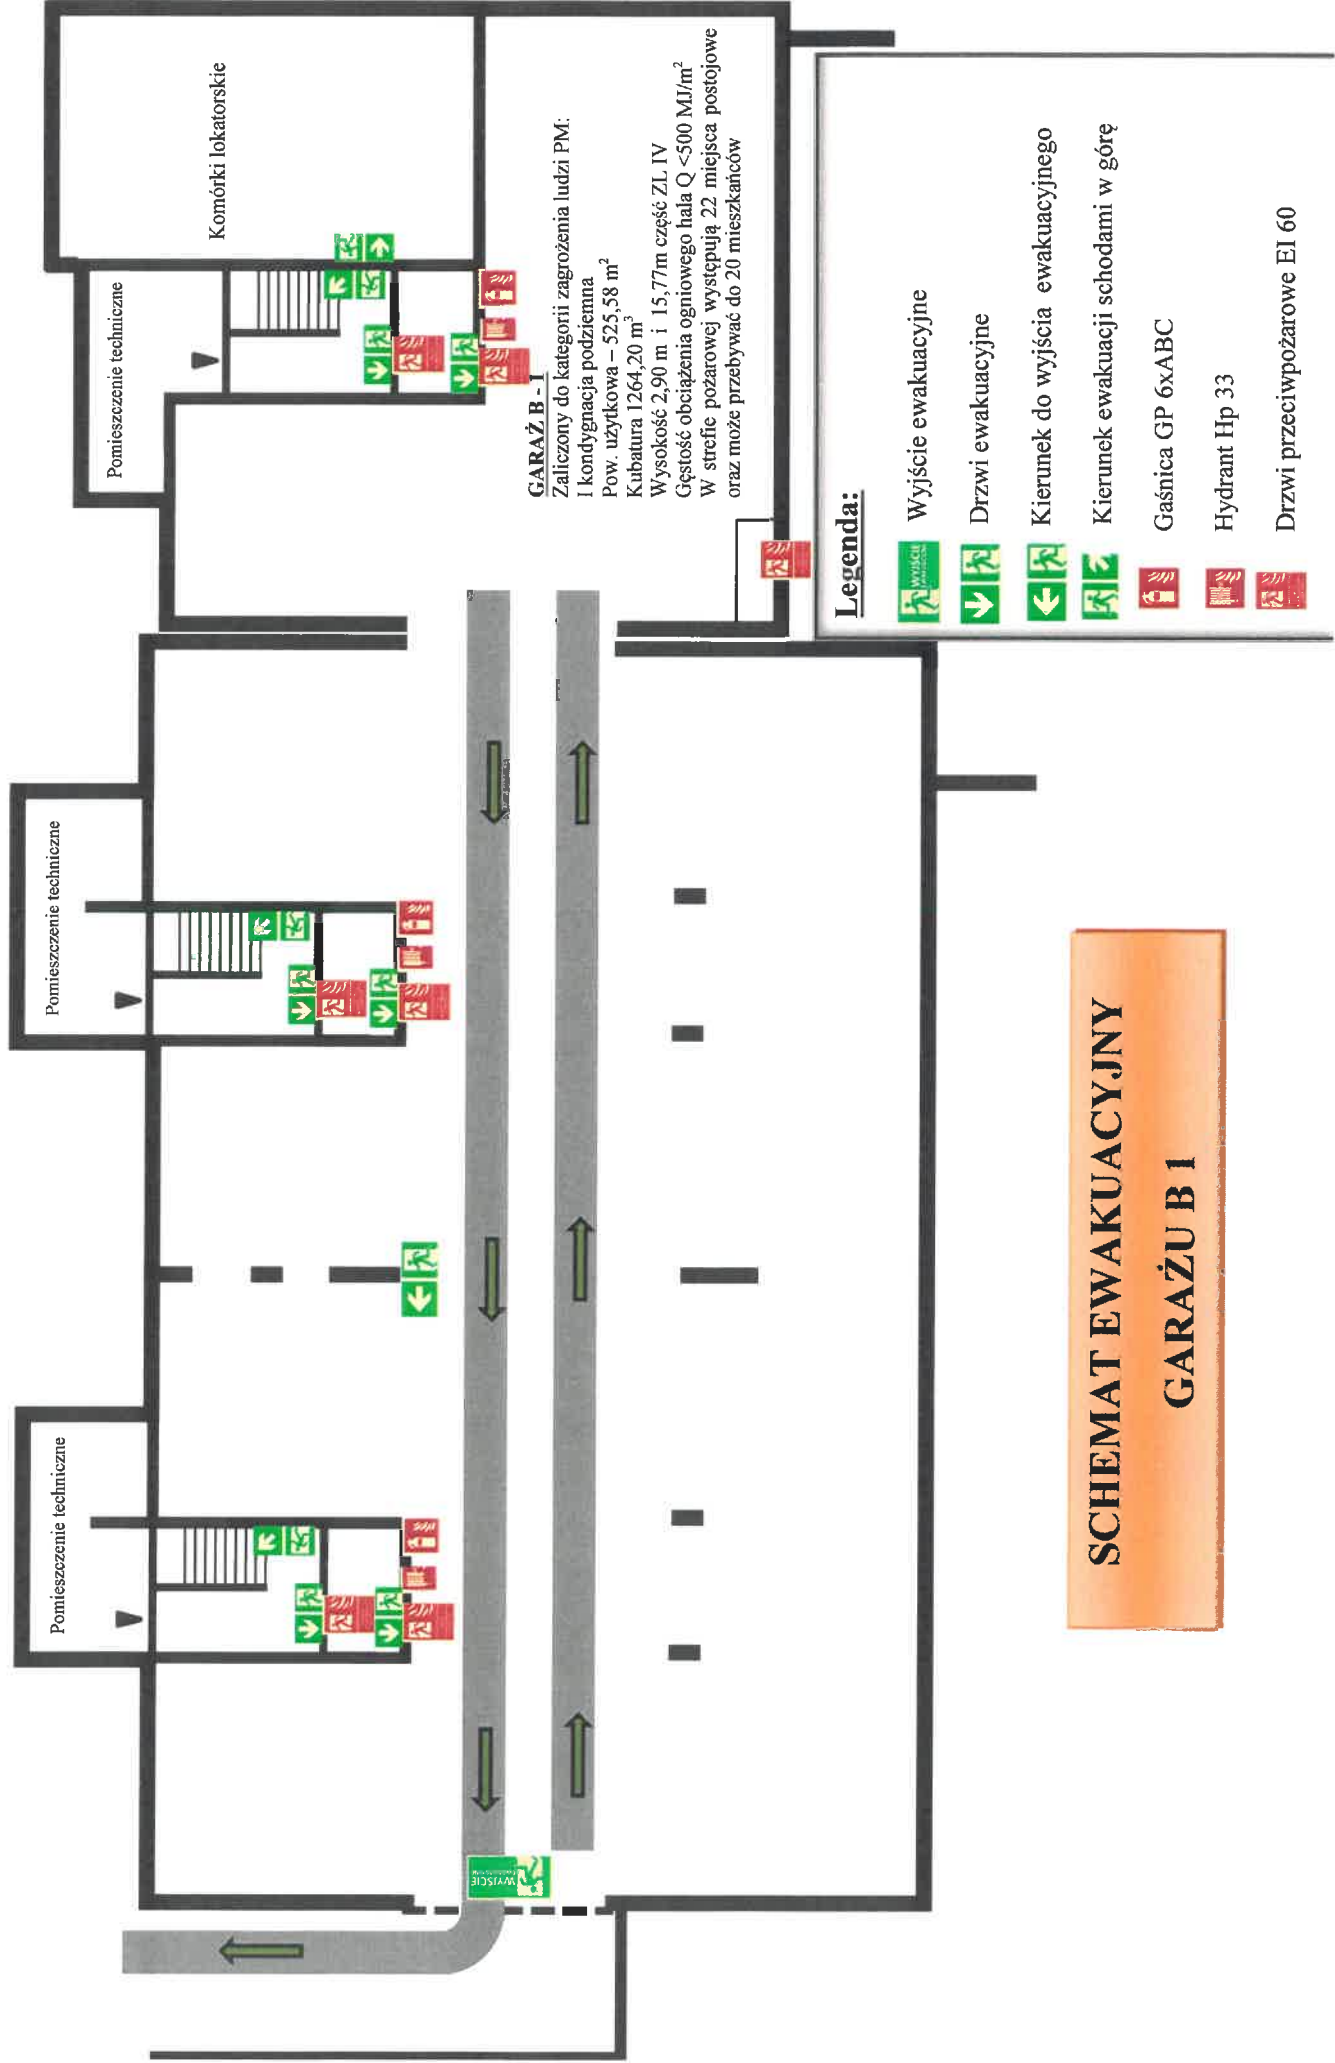 Pomieszczenie techniczne
Pomieszczenie techniczne
Pomieszczenie techniczne
Komórki lokatorskie
WYJŚCIE
GARAŻ B - I
Zaliczony do kategorii zagrożenia ludzi PM:
I kondygnacja podziemna
Pow. użytkowa – 525,58 m²
Kubatura 1264,20 m³
Wysokość 2,90 m i 15,77m część ZL IV
Gęstość obciążenia ogniowego hala Q <500 MJ/m²
W strefie pożarowej występują 22 miejsca postojowe
oraz może przebywać do 20 mieszkańców
SCHEMAT EWAKUACYJNY
GARAŻU B 1
Legenda:
WYJŚCIE
Wyjście ewakuacyjne
Drzwi ewakuacyjne
Kierunek do wyjścia ewakuacyjnego
Kierunek ewakuacji schodami w górę
Gaśnica GP 6xABC
Hydrant Hp 33
Drzwi przeciwpożarowe EI 60